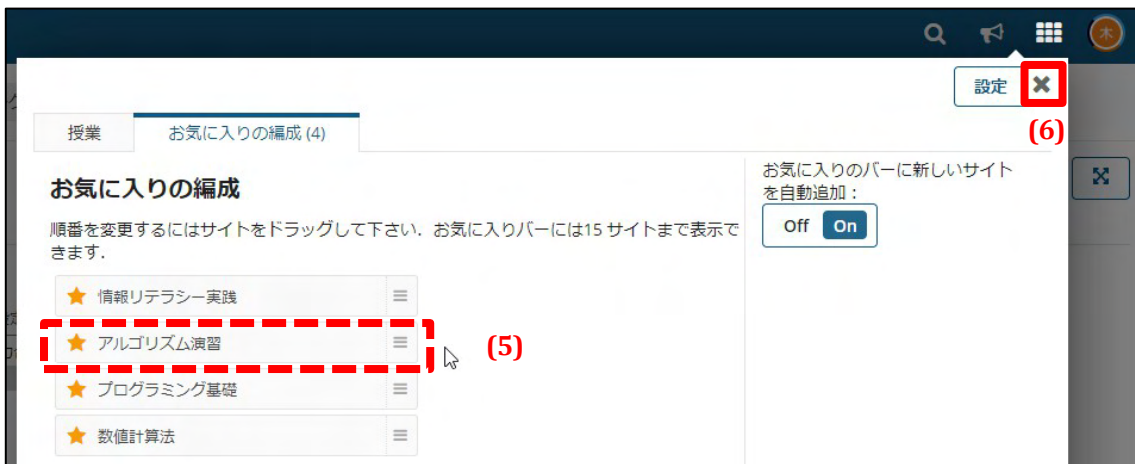 木
設定
(6)
授業
お気に入りの編成 (4)
お気に入りの編成
順番を変更するにはサイトをドラッグして下さい．お気に入りバーには15 サイトまで表示で
きます．
お気に入りのバーに新しいサイト
を自動追加：
Off On
情報リテラシー実践
アルゴリズム演習
(5)
プログラミング基礎
数値計算法